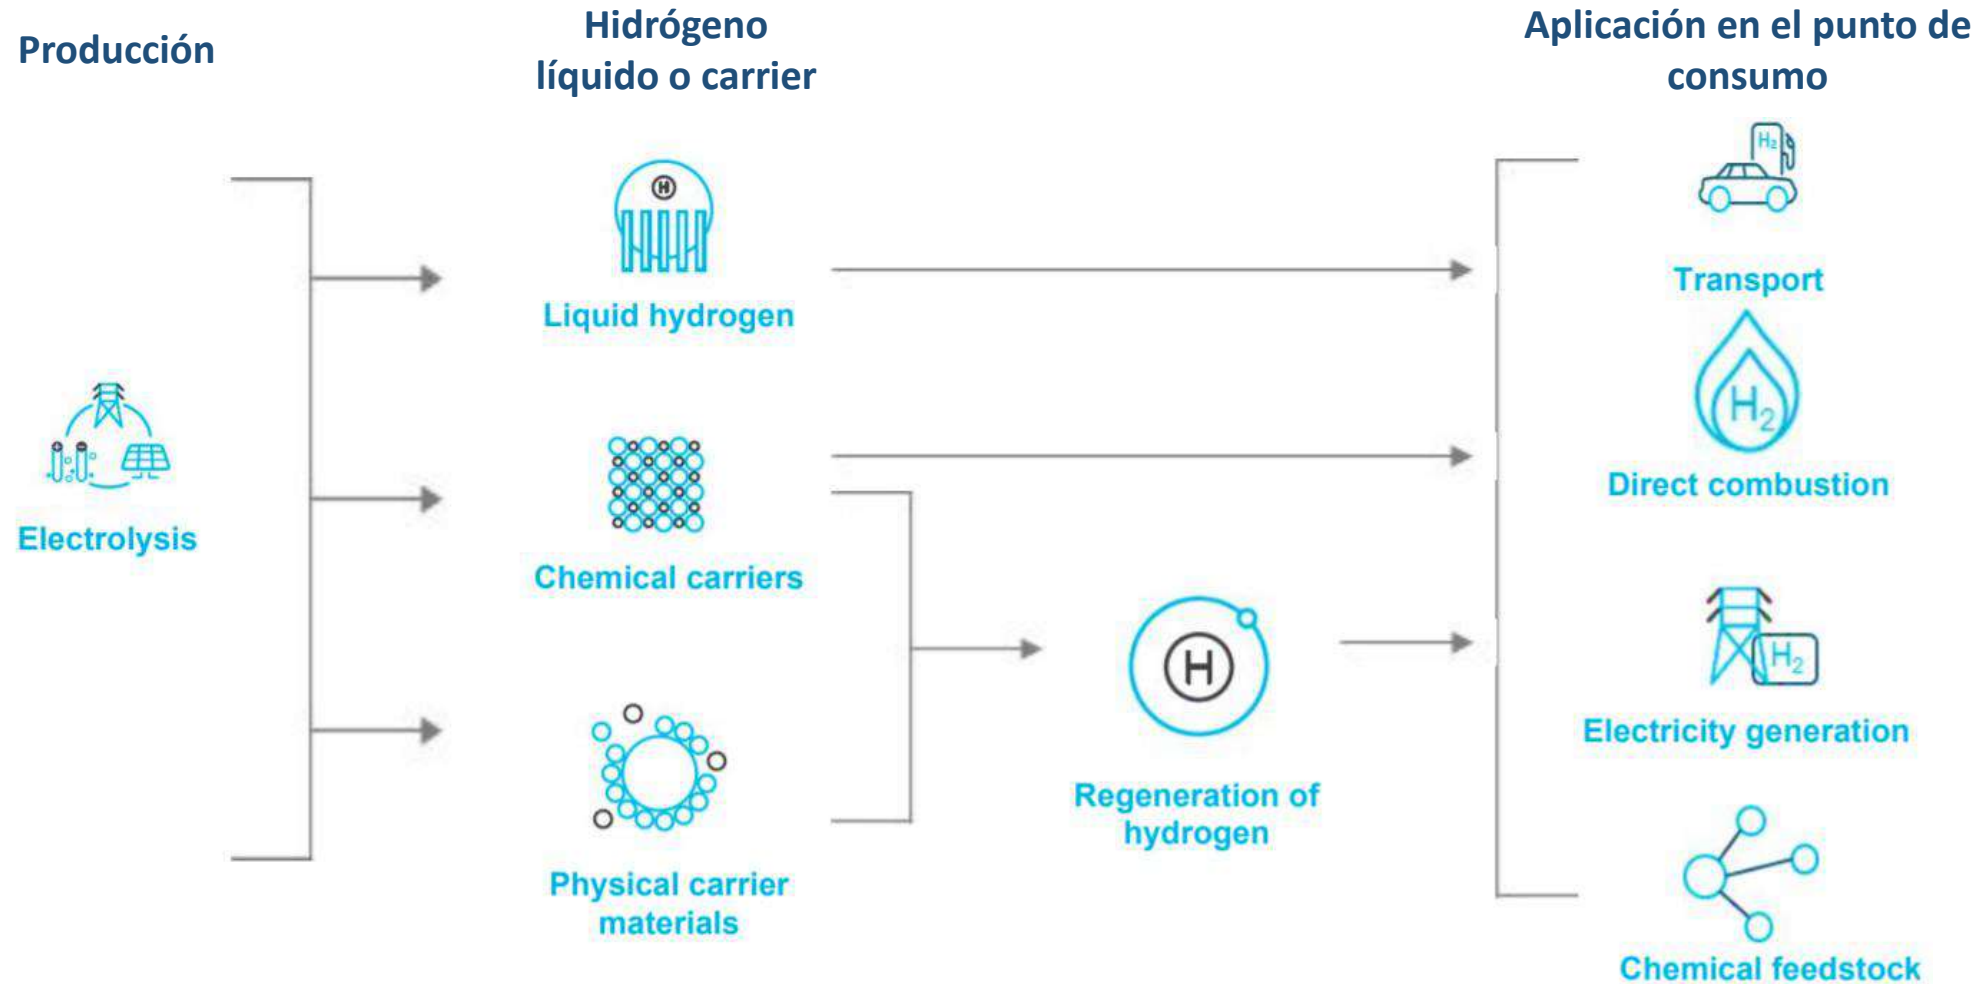 Producción
Hidrógeno
líquido o carrier
Aplicación en el punto de
consumo
Electrolysis
H
Liquid hydrogen
Chemical carriers
Physical carrier
materials
H
Regeneration of
hydrogen
H₂
Transport
H₂
Direct combustion
H₂
Electricity generation
Chemical feedstock